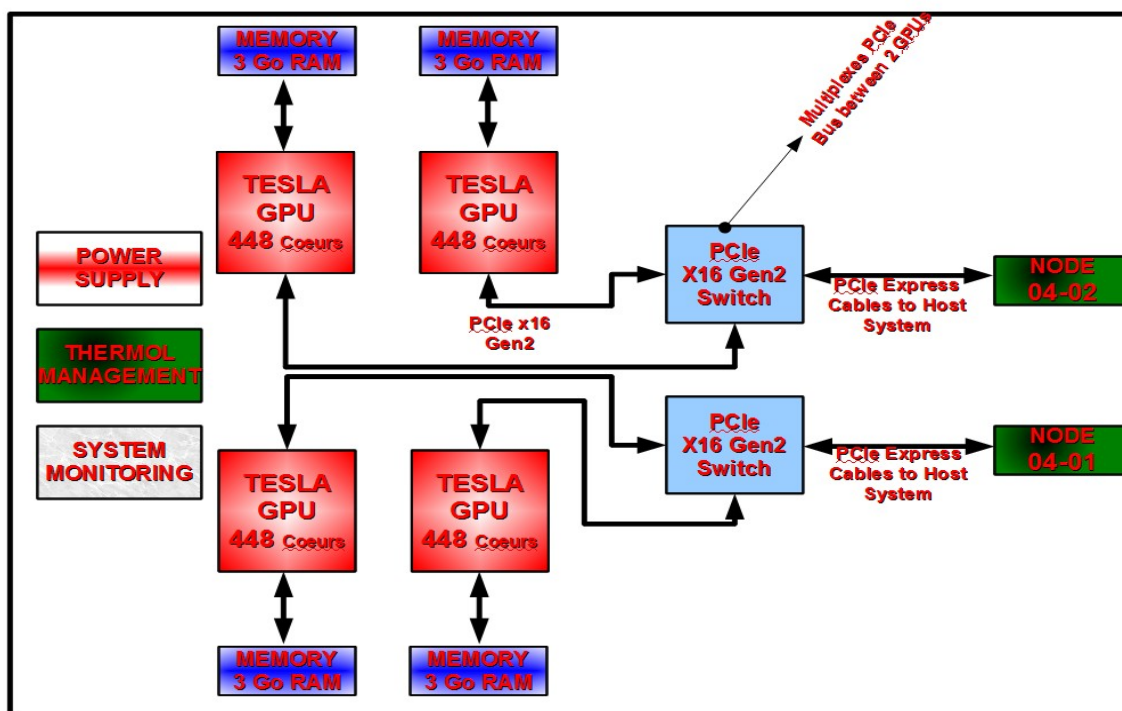 MEMORY
3 Go RAM
MEMORY
3 Go RAM
Multiplexes PCIe
Bus between 2 GPUs
TESLA
GPU
448 Coeurs
TESLA
GPU
448 Coeurs
POWER
SUPPLY
PCIe
X16 Gen2
Switch
PCIe Express
Cables to Host
System
NODE
04-02
PCIe x16
Gen2
THERMOL
MANAGEMENT
SYSTEM
MONITORING
TESLA
GPU
448 Coeurs
TESLA
GPU
448 Coeurs
PCIe
X16 Gen2
Switch
PCIe Express
Cables to Host
System
NODE
04-01
MEMORY
3 Go RAM
MEMORY
3 Go RAM